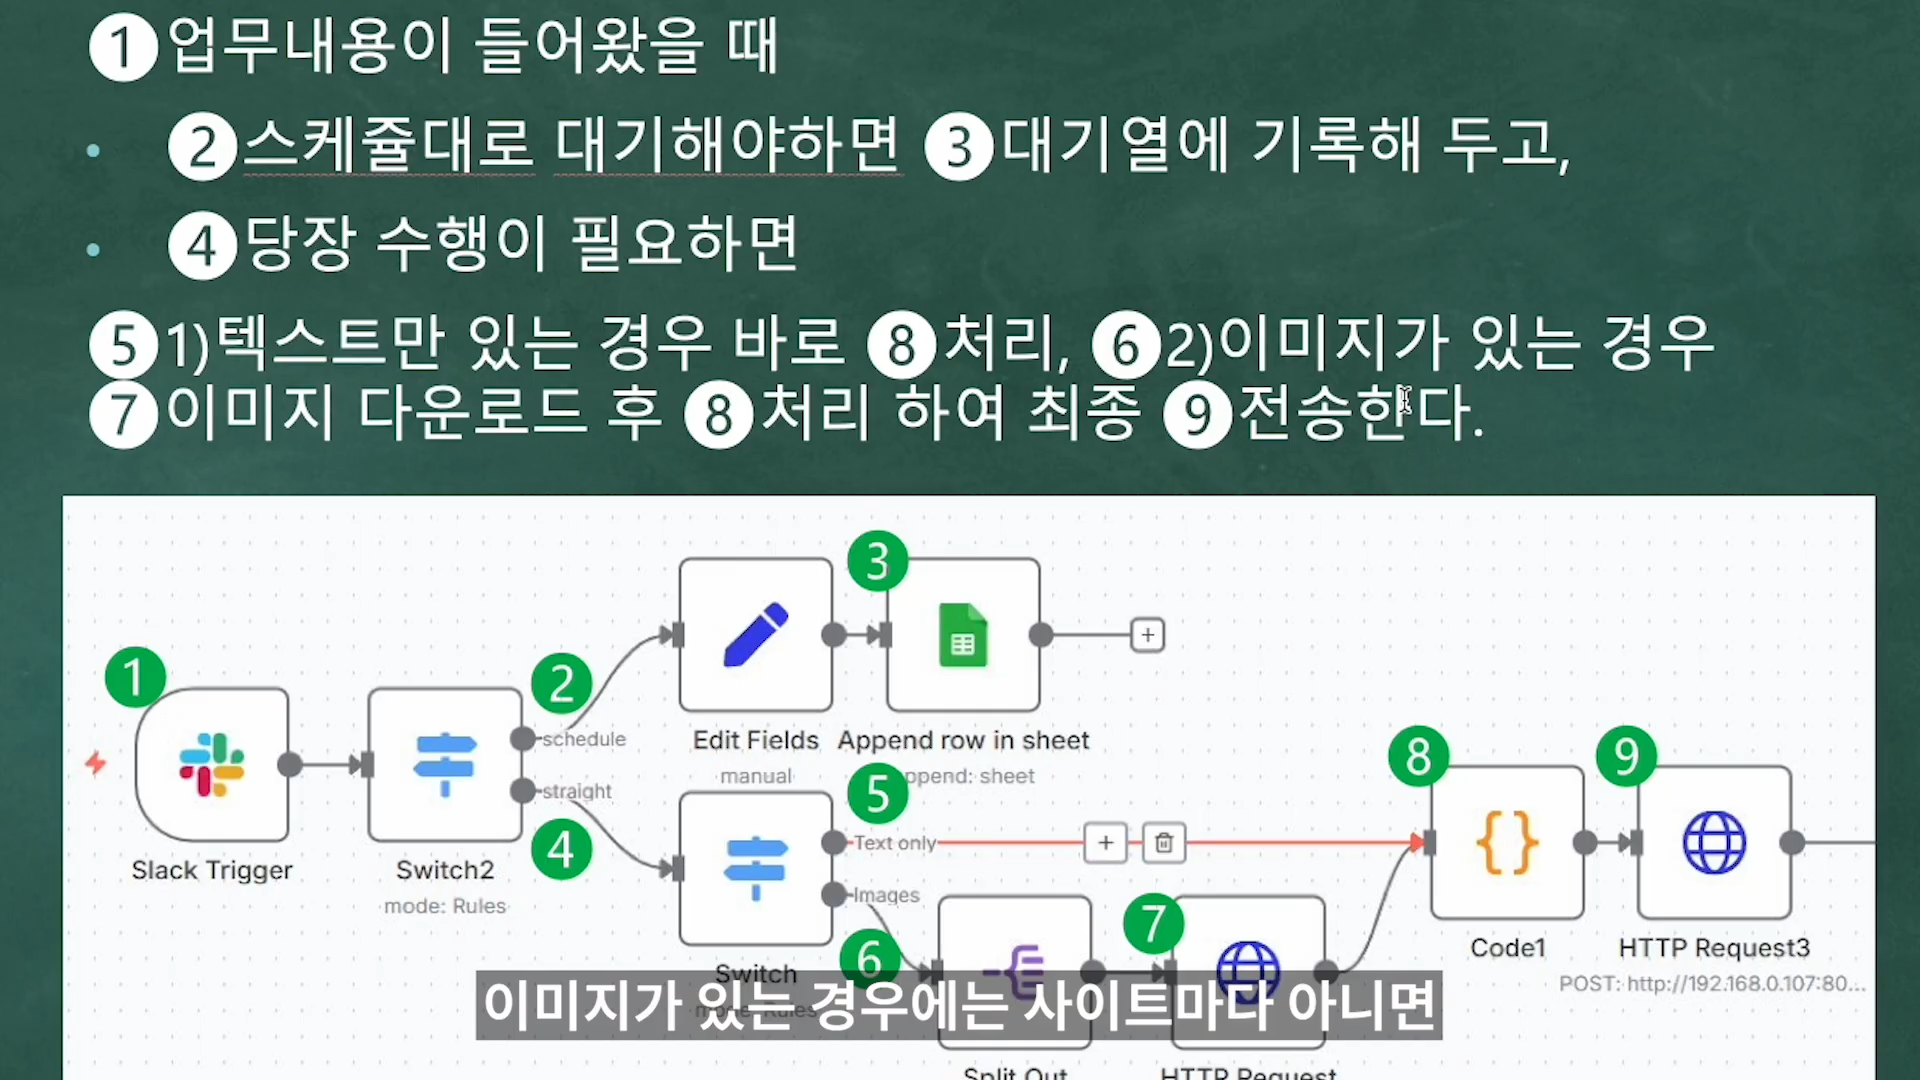 ①업무내용이 들어왔을 때
• ②스케쥴대로 대기해야하면 ③대기열에 기록해 두고,
• ④당장 수행이 필요하면
⑤1)텍스트만 있는 경우 바로 ⑧처리, ⑥2)이미지가 있는 경우
⑦이미지 다운로드 후 ⑧처리 하여 최종 ⑨전송한다.
3
1
2
schedule
Edit Fields
manual
Append row in sheet
ppend: sheet
8
9
straight
4
5
Text only
Slack Trigger
Switch2
mode: Rules
Images
7
6
Switch
Code1
HTTP Request3
POST: http://192.168.0.107:80...
mode: Rules
이미지가 있는 경우에는 사이트마다 아니면
Split Out
HTTP Request